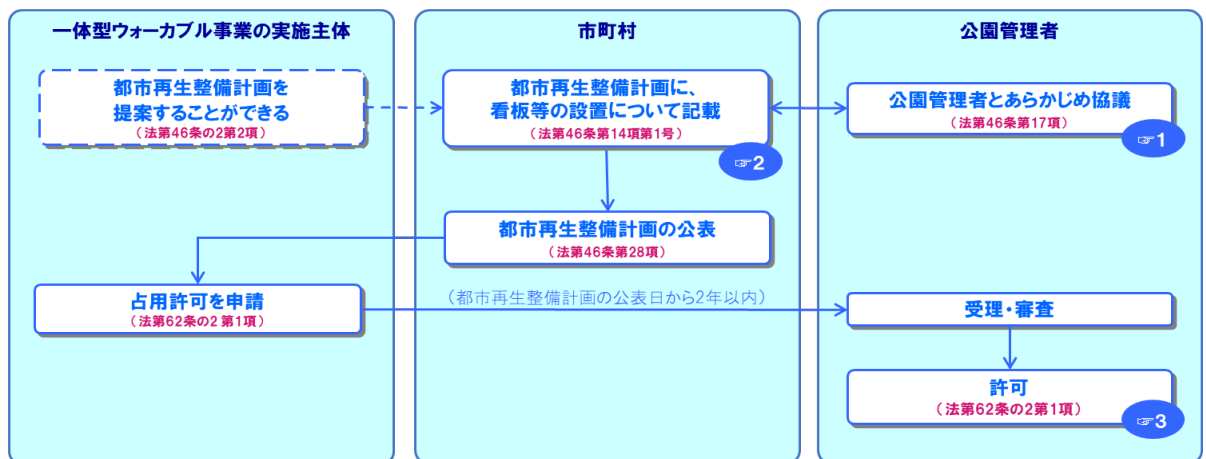 一体型ウォーカブル事業の実施主体
市町村
公園管理者
都市再生整備計画を
提案することができる
（法第46条の2第2項）
都市再生整備計画に、
看板等の設置について記載
（法第46条第14項第1号）
☞2
公園管理者とあらかじめ協議
（法第46条第17項）
☞1
都市再生整備計画の公表
（法第46条第28項）
占用許可を申請
（法第62条の2 第1項）
（都市再生整備計画の公表日から2年以内）
受理・審査
許可
（法第62条の2第1項）
☞3